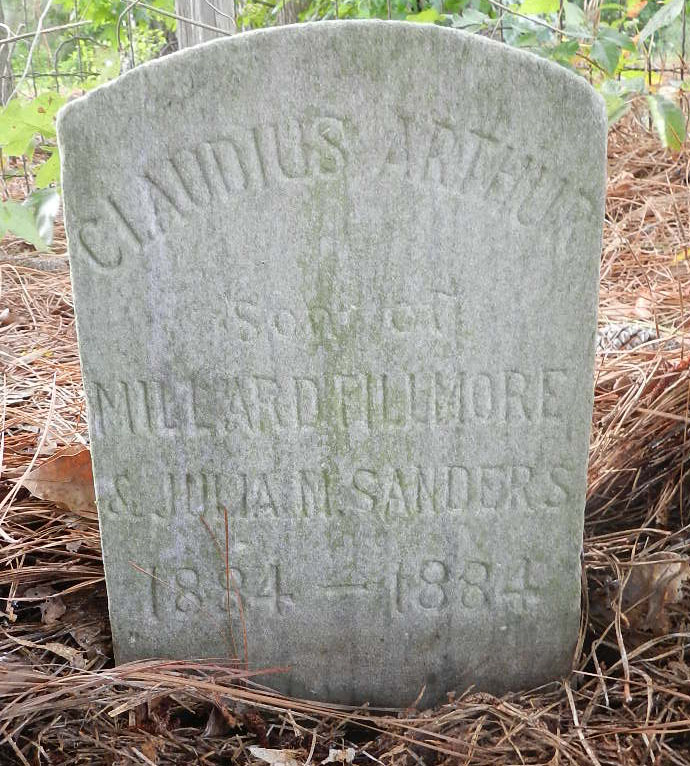 CLAUDIUS ARTHUR
Son of
MILLARD FILLMORE
& JULIA M. SANDERS
1884 – 1884